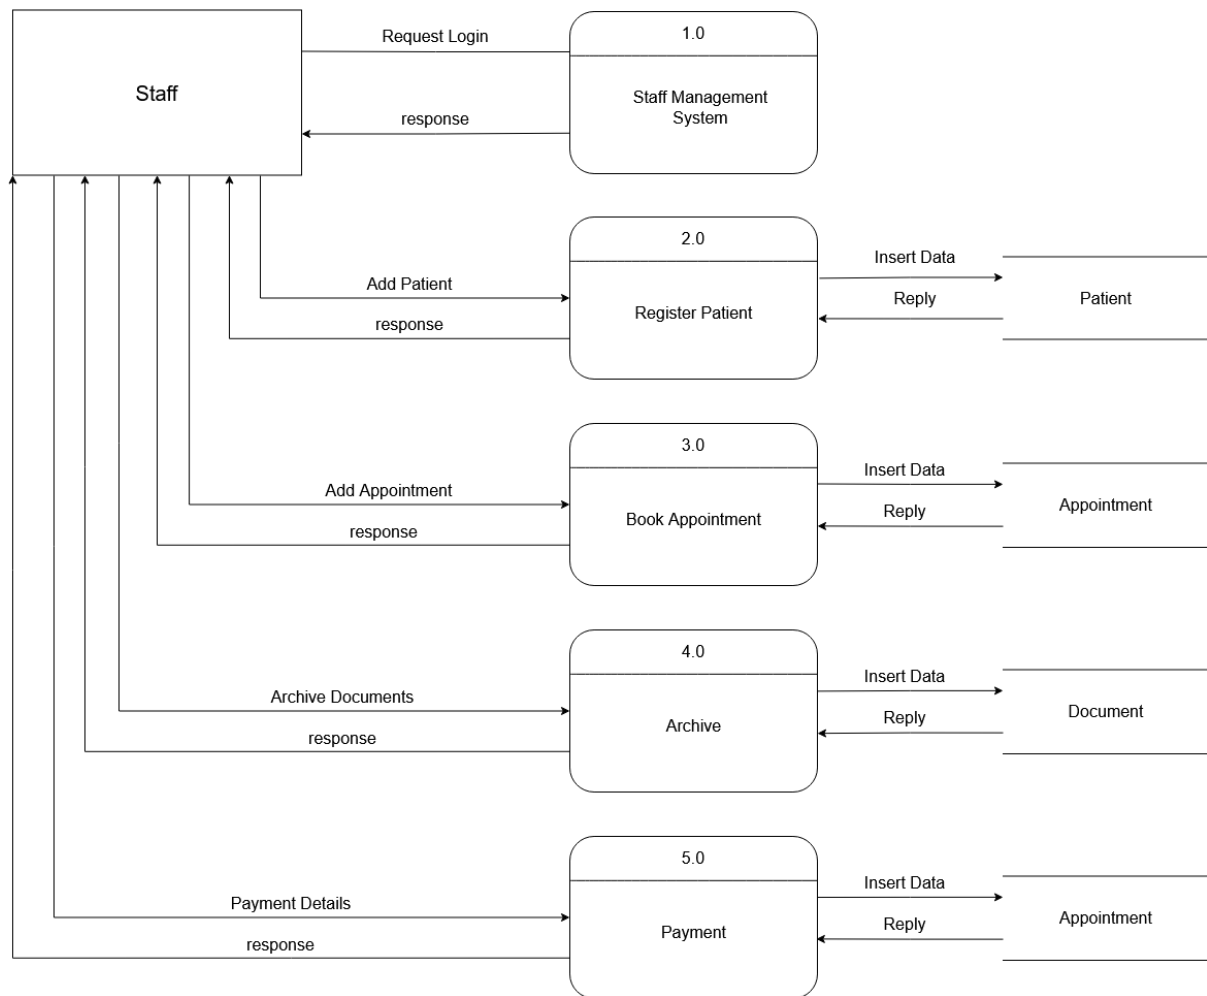 Request Login
1.0
Staff
Staff Management
System
response
2.0
Add Patient
response
Register Patient
Insert Data
Reply
Patient
3.0
Add Appointment
response
Book Appointment
Insert Data
Reply
Appointment
4.0
Archive Documents
response
Archive
Insert Data
Reply
Document
5.0
Payment Details
response
Payment
Insert Data
Reply
Appointment